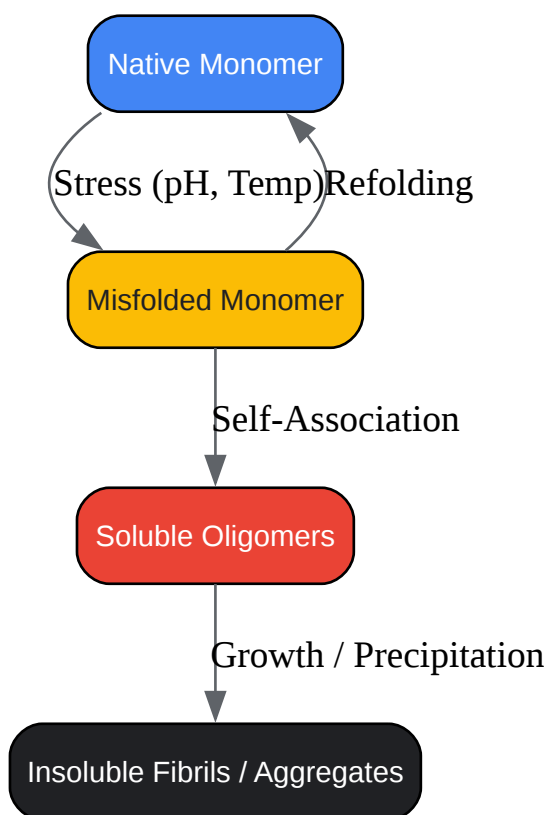 Native Monomer
Stress (pH, Temp)
Refolding
Misfolded Monomer
Self-Association
Soluble Oligomers
Growth / Precipitation
Insoluble Fibrils / Aggregates